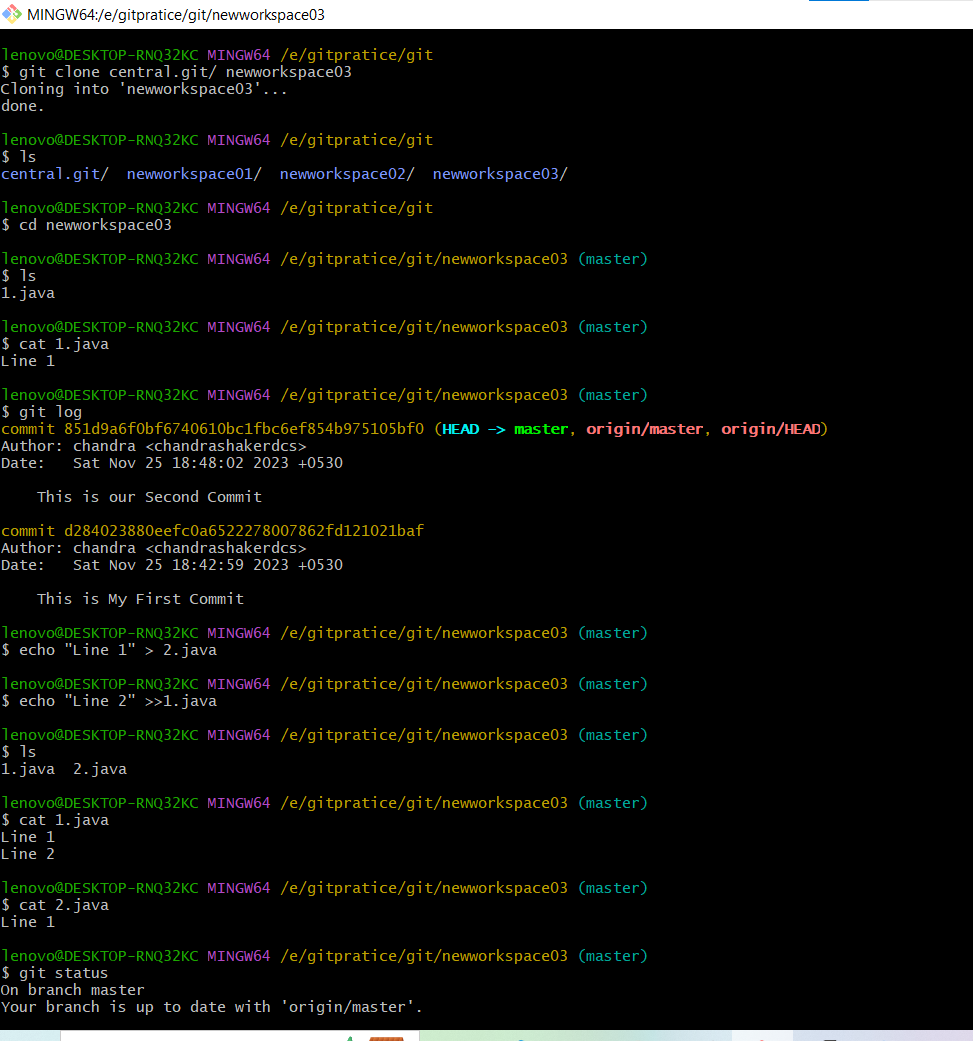 MINGW64:/e/gitpratice/git/newworkspace03
lenovo@DESKTOP-RNQ32KC MINGW64 /e/gitpratice/git
$ git clone central.git/ newworkspace03
Cloning into 'newworkspace03'...
done.
lenovo@DESKTOP-RNQ32KC MINGW64 /e/gitpratice/git
$ ls
central.git/  newworkspace01/  newworkspace02/  newworkspace03/
lenovo@DESKTOP-RNQ32KC MINGW64 /e/gitpratice/git
$ cd newworkspace03
lenovo@DESKTOP-RNQ32KC MINGW64 /e/gitpratice/git/newworkspace03 (master)
$ ls
1.java
lenovo@DESKTOP-RNQ32KC MINGW64 /e/gitpratice/git/newworkspace03 (master)
$ cat 1.java
Line 1
lenovo@DESKTOP-RNQ32KC MINGW64 /e/gitpratice/git/newworkspace03 (master)
$ git log
commit 851d9a6f0bf6740610bc1fbc6ef854b975105bf0 (HEAD -> master, origin/master, origin/HEAD)
Author: chandra <chandrashakerdcs>
Date:   Sat Nov 25 18:48:02 2023 +0530
    This is our Second Commit
commit d284023880eefc0a6522278007862fd121021baf
Author: chandra <chandrashakerdcs>
Date:   Sat Nov 25 18:42:59 2023 +0530
    This is My First Commit
lenovo@DESKTOP-RNQ32KC MINGW64 /e/gitpratice/git/newworkspace03 (master)
$ echo "Line 1" > 2.java
lenovo@DESKTOP-RNQ32KC MINGW64 /e/gitpratice/git/newworkspace03 (master)
$ echo "Line 2" >>1.java
lenovo@DESKTOP-RNQ32KC MINGW64 /e/gitpratice/git/newworkspace03 (master)
$ ls
1.java  2.java
lenovo@DESKTOP-RNQ32KC MINGW64 /e/gitpratice/git/newworkspace03 (master)
$ cat 1.java
Line 1
Line 2
lenovo@DESKTOP-RNQ32KC MINGW64 /e/gitpratice/git/newworkspace03 (master)
$ cat 2.java
Line 1
lenovo@DESKTOP-RNQ32KC MINGW64 /e/gitpratice/git/newworkspace03 (master)
$ git status
On branch master
Your branch is up to date with 'origin/master'.